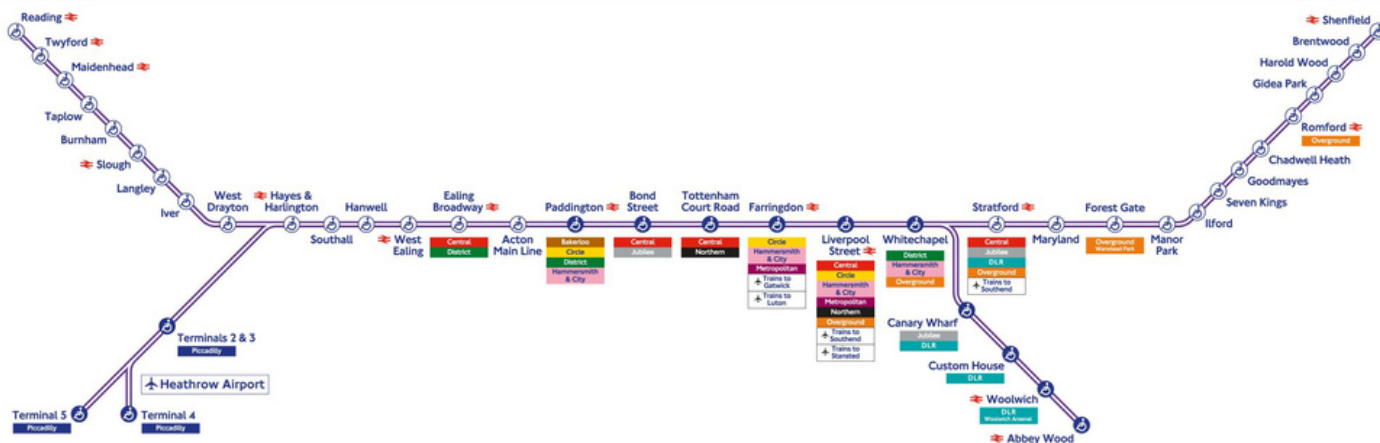 Reading
Twyford
Maidenhead
Taplow
Burnham
Slough
Langley
Iver
West
Drayton
Hayes &
Harlington
Southall
Hanwell
West
Ealing
Ealing
Broadway
Central
District
Acton
Main Line
Paddington
Bakerloo
Circle
District
Hammersmith
& City
Bond
Street
Central
Jubilee
Tottenham
Court Road
Central
Northern
Farringdon
Circle
Hammersmith
& City
Metropolitan
Trains to
Gatwick
Trains to
Luton
Liverpool
Street
Central
Circle
Hammersmith
& City
Metropolitan
Northern
Overground
Trains to
Southend
Trains to
Stansted
Whitechapel
District
Hammersmith
& City
Overground
Stratford
Central
Jubilee
DLR
Overground
Trains to
Southend
Maryland
Forest Gate
Overground
Wanstead Park
Manor
Park
Ilford
Seven Kings
Goodmayes
Chadwell Heath
Romford
Overground
Gidea Park
Harold Wood
Brentwood
Shenfield
Terminals 2 & 3
Piccadilly
Heathrow Airport
Terminal 5
Piccadilly
Terminal 4
Piccadilly
Canary Wharf
Jubilee
DLR
Custom House
DLR
Woolwich
DLR
Woolwich Arsenal
Abbey Wood